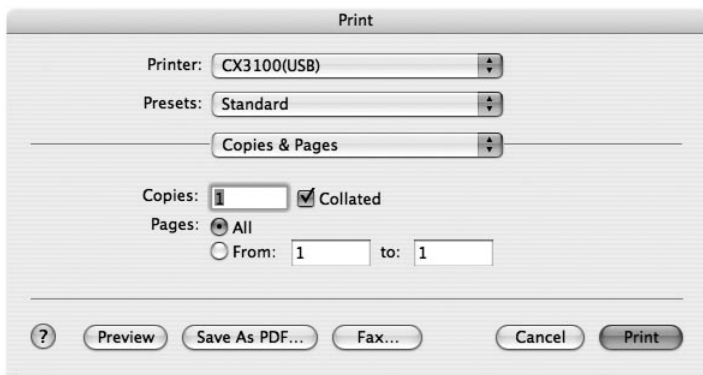 Print
Printer: CX3100(USB)
Presets: Standard
Copies & Pages
Copies: 1 Collated
Pages: All
From: 1 to: 1
? Preview Save As PDF... Fax... Cancel Print